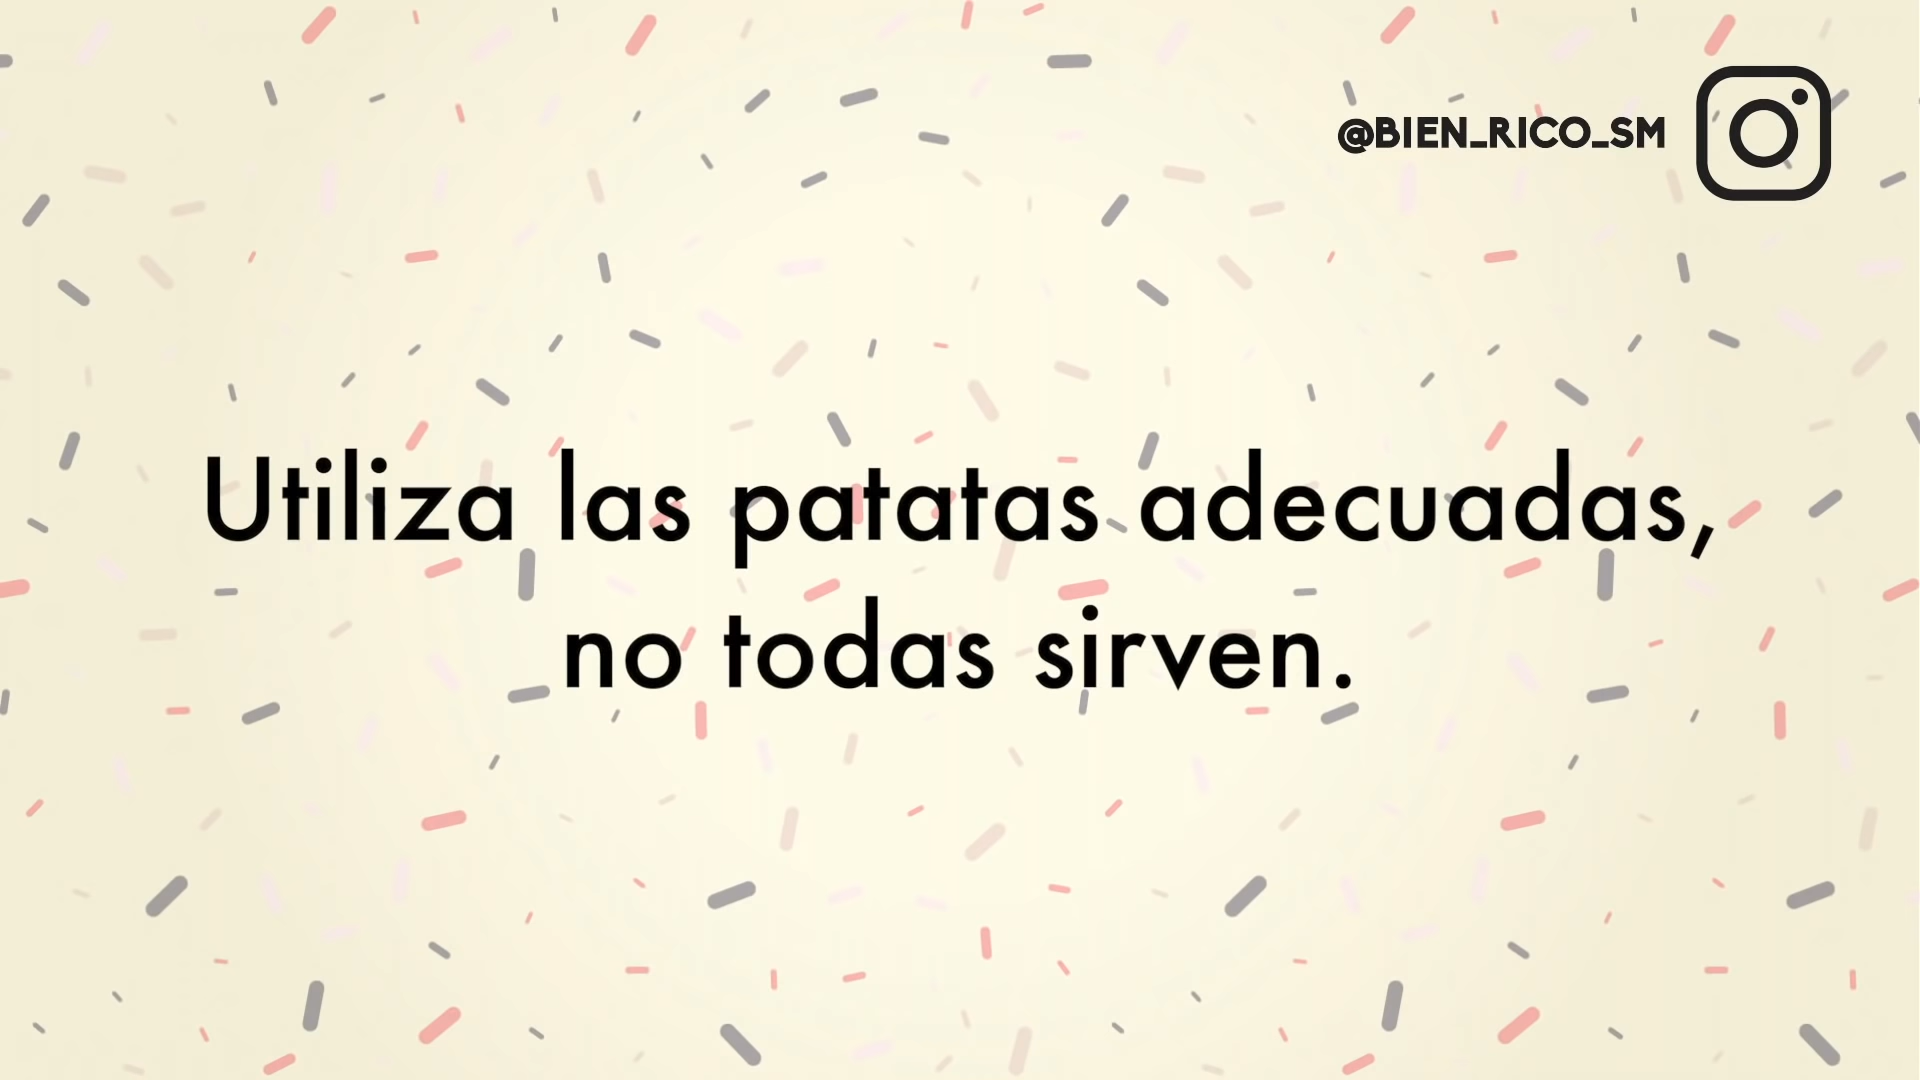 @BIEN_RICO_SM
Utiliza las patatas adecuadas,
no todas sirven.